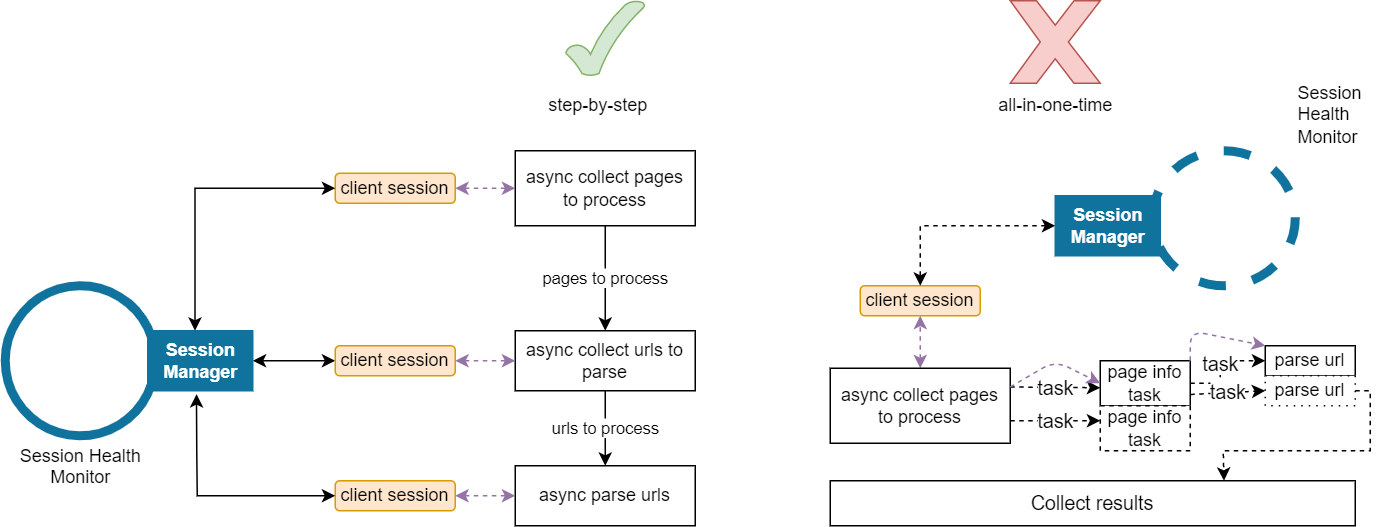 step-by-step
client session
async collect pages
to process
pages to process
Session
Manager
client session
async collect urls to
parse
urls to process
Session Health
Monitor
client session
async parse urls
all-in-one-time
Session
Health
Monitor
Session
Manager
client session
async collect pages
to process
task
task
page info
task
page info
task
task
task
parse url
parse url
Collect results